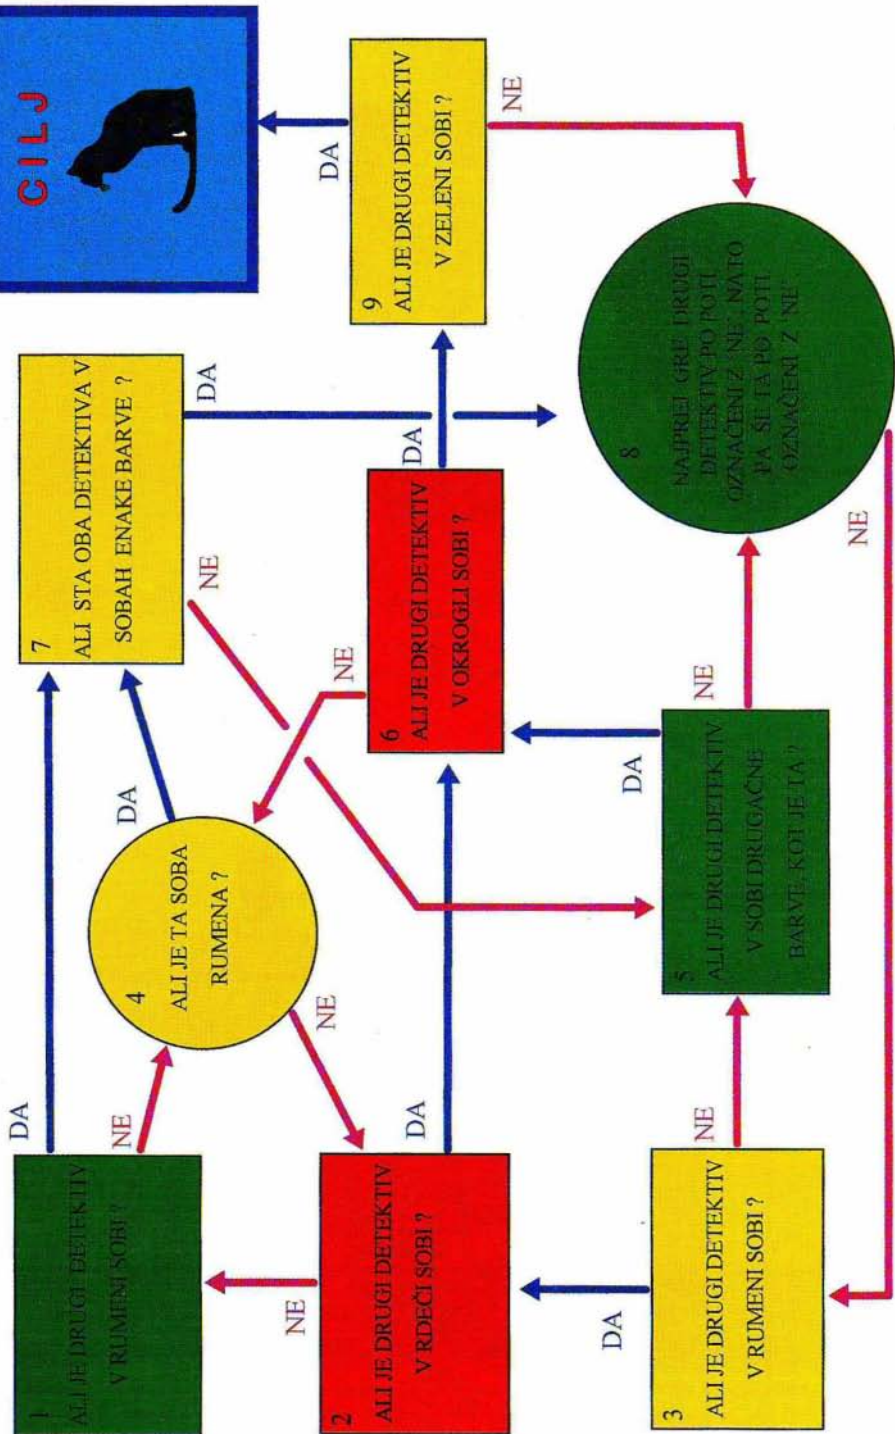 1
ALI JE DRUGI DETEKTIV
V RUMENI SOBI ?
DA
NE
2
ALI JE DRUGI DETEKTIV
V RDEČI SOBI ?
DA
NE
3
ALI JE DRUGI DETEKTIV
V RUMENI SOBI ?
DA
NE
4
ALI JE TA SOBA
RUMENA ?
DA
NE
5
ALI JE DRUGI DETEKTIV
V SOBI DRUGAČNE
BARVE, KOT JE TA ?
DA
NE
6
ALI JE DRUGI DETEKTIV
V OKROGLI SOBI ?
DA
NE
7
ALI STA OBA DETEKTIVA V
SOBAH ENAKE BARVE ?
DA
NE
8
NAJPREJ GRE DRUGI
DETEKTIV PO POTI
OZNAČENI Z 'NE', NATO
PA ŠE TA PO POTI
OZNAČENI Z 'NE'
NE
9
ALI JE DRUGI DETEKTIV
V ZELENI SOBI ?
DA
NE
CILJ